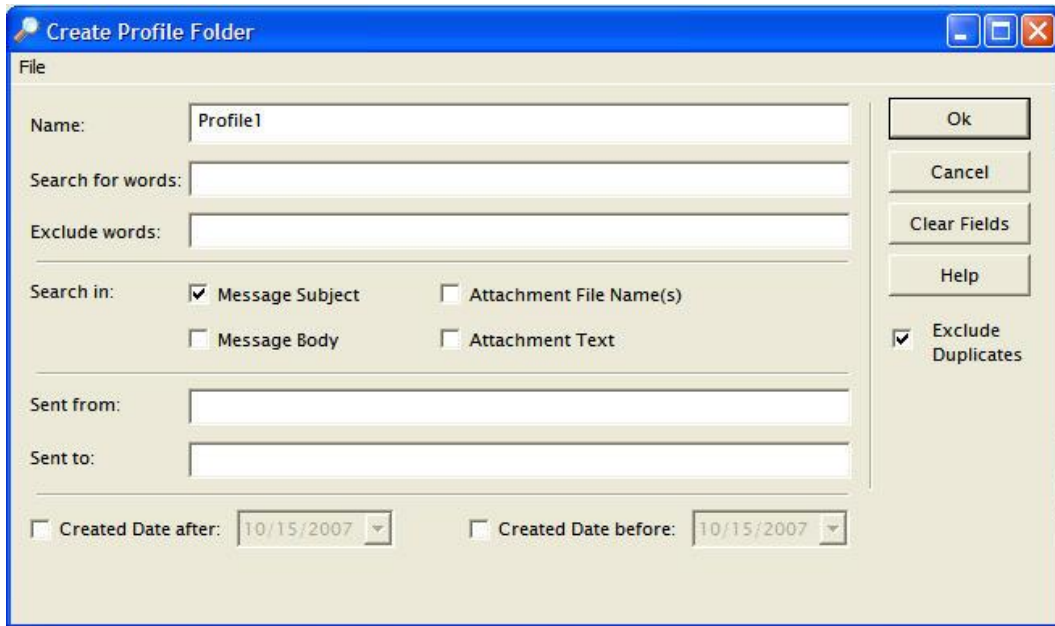 Create Profile Folder
File
Name: Profile1
Search for words:
Exclude words:
Search in: Message Subject Attachment File Name(s)
Message Body Attachment Text
Sent from:
Sent to:
Created Date after: 10/15/2007 Created Date before: 10/15/2007
Ok
Cancel
Clear Fields
Help
Exclude
Duplicates